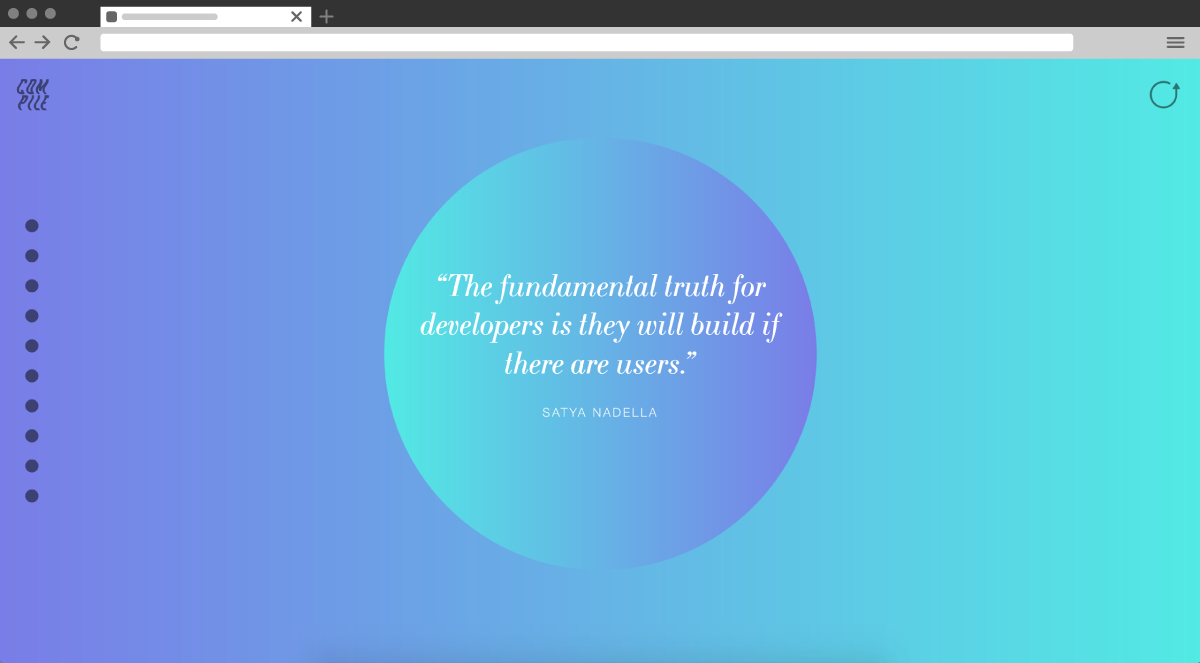 COM
PILE
“The fundamental truth for
developers is they will build if
there are users.”
SATYA NADELLA